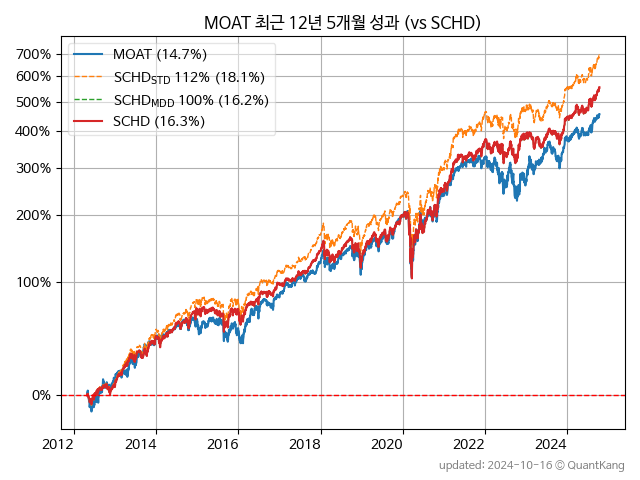 MOAT 최근 12년 5개월 성과 (vs SCHD)
MOAT (14.7%)
SCHD_STD 112% (18.1%)
SCHD_MDD 100% (16.2%)
SCHD (16.3%)
700%
600%
500%
400%
300%
200%
100%
0%
2012 2014 2016 2018 2020 2022 2024
updated: 2024-10-16 © QuantKang